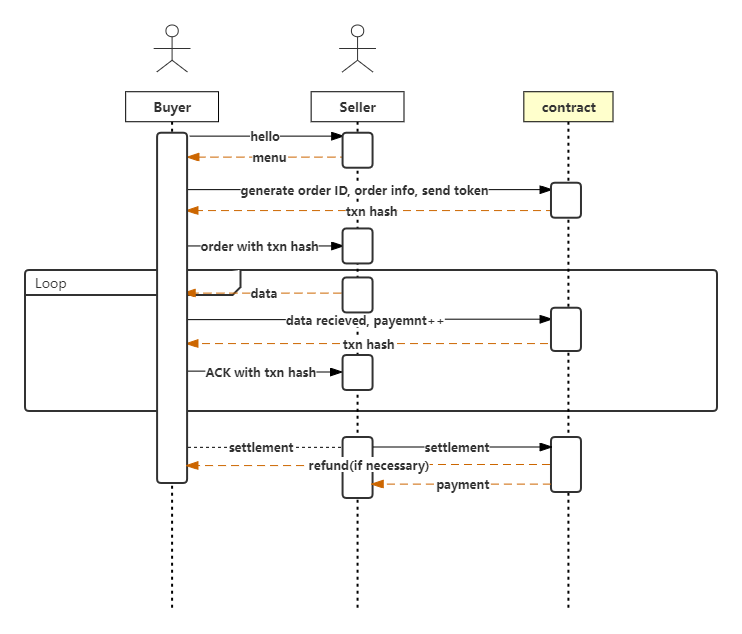 Buyer
Seller
contract
hello
menu
generate order ID, order info, send token
txn hash
order with txn hash
Loop
data
data recieved, payemnt++
txn hash
ACK with txn hash
settlement
settlement
refund(if necessary)
payment